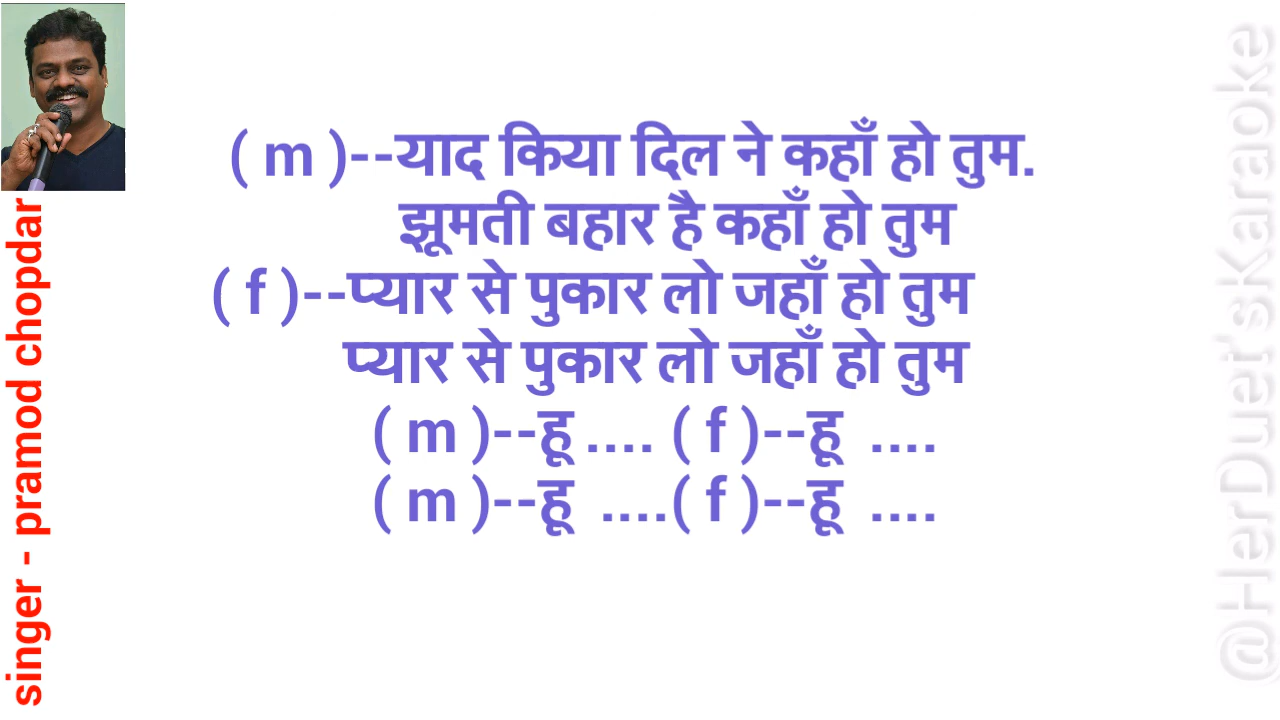 ( m )--याद किया दिल ने कहाँ हो तुम.
झूमती बहार है कहाँ हो तुम
( f )--प्यार से पुकार लो जहाँ हो तुम
प्यार से पुकार लो जहाँ हो तुम
( m )--हू .... ( f )--हू ....
( m )--हू ....( f )--हू ....
singer - pramod chopdar
@HerDuet'sKaraoke